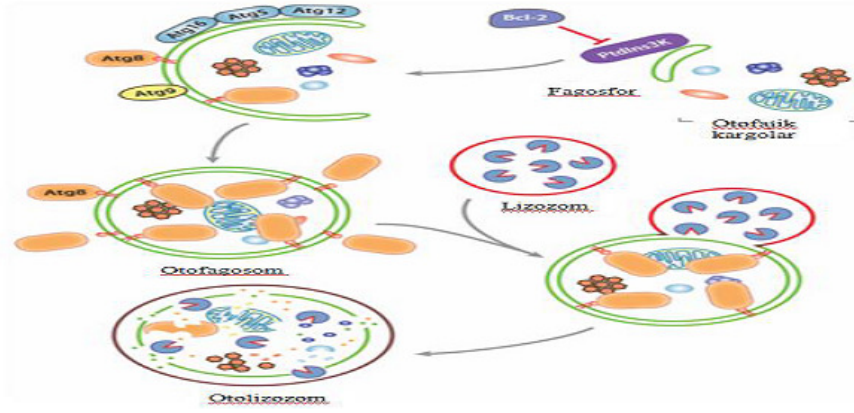 Atg16
Atg5
Atg12
Atg8
Atg9
Bcl-2
PtdIns3K
Fagosfor
Otofajik
kargolar
Atg8
Lizozom
Otofagosom
Otolizozom